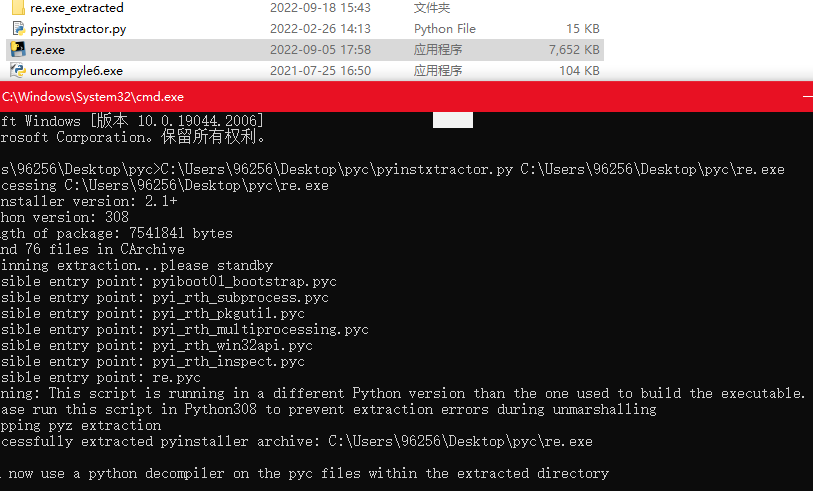 re.exe_extracted 2022-09-18 15:43 文件夹
pyinstxtractor.py 2022-02-26 14:13 Python File 15 KB
re.exe 2022-09-05 17:58 应用程序 7,652 KB
uncompyle6.exe 2021-07-25 16:50 应用程序 104 KB
C:\Windows\System32\cmd.exe
ft Windows [版本 10.0.19044.2006]
rosoft Corporation。保留所有权利。
s\96256\Desktop\pyc>C:\Users\96256\Desktop\pyc\pyinstxtractor.py C:\Users\96256\Desktop\pyc\re.exe
cessing C:\Users\96256\Desktop\pyc\re.exe
nstaller version: 2.1+
hon version: 308
gth of package: 7541841 bytes
nd 76 files in CArchive
inning extraction...please standby
sible entry point: pyiboot01_bootstrap.pyc
sible entry point: pyi_rth_subprocess.pyc
sible entry point: pyi_rth_pkgutil.pyc
sible entry point: pyi_rth_multiprocessing.pyc
sible entry point: pyi_rth_win32api.pyc
sible entry point: pyi_rth_inspect.pyc
sible entry point: re.pyc
ning: This script is running in a different Python version than the one used to build the executable.
ase run this script in Python308 to prevent extraction errors during unmarshalling
pping pyz extraction
cessfully extracted pyinstaller archive: C:\Users\96256\Desktop\pyc\re.exe
now use a python decompiler on the pyc files within the extracted directory